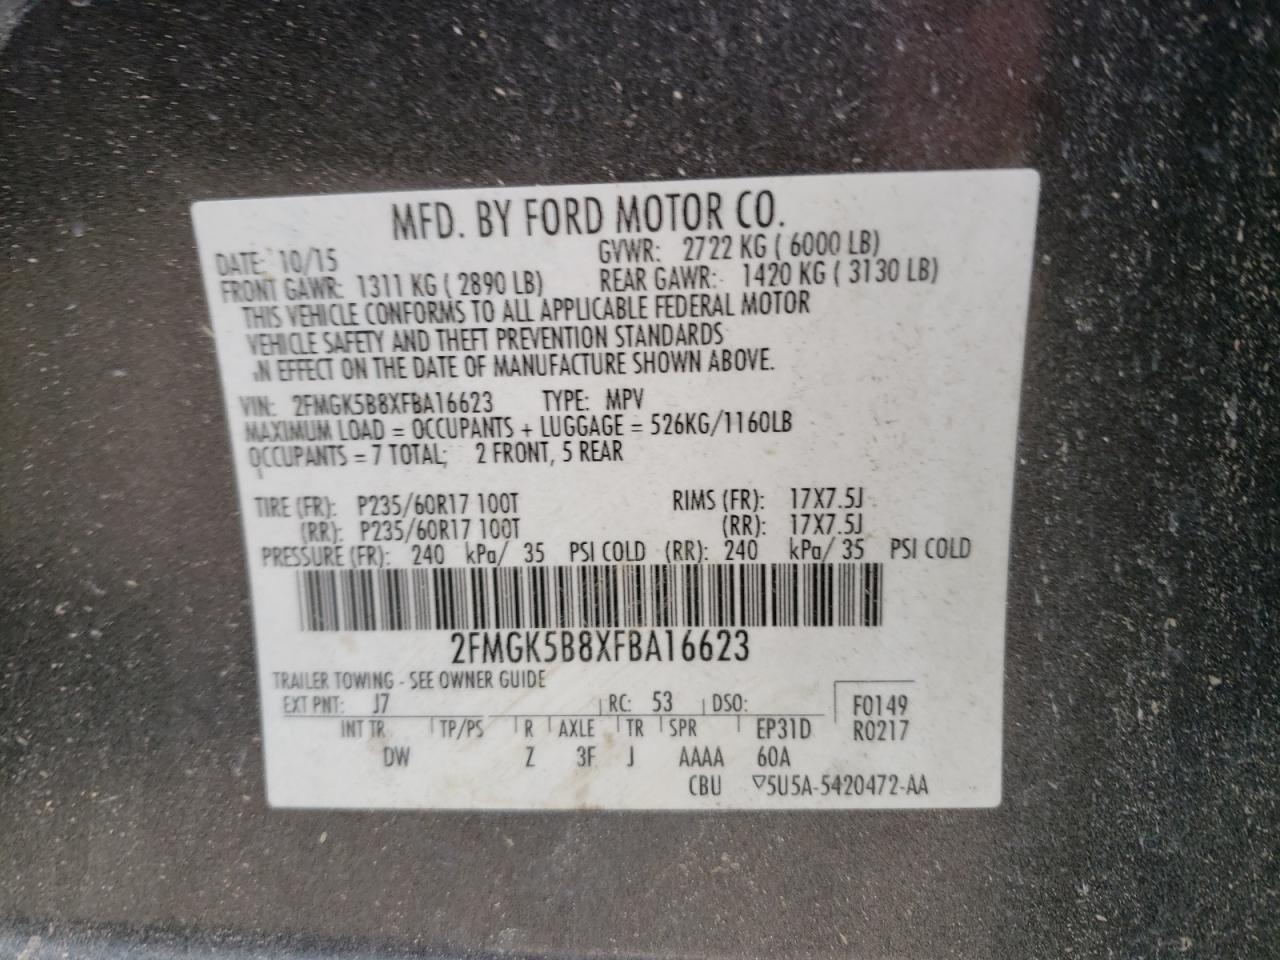 MFD. BY FORD MOTOR CO.
DATE: 10/15 GVWR: 2722 KG ( 6000 LB)
FRONT GAWR: 1311 KG ( 2890 LB) REAR GAWR: 1420 KG ( 3130 LB)
THIS VEHICLE CONFORMS TO ALL APPLICABLE FEDERAL MOTOR
VEHICLE SAFETY AND THEFT PREVENTION STANDARDS
IN EFFECT ON THE DATE OF MANUFACTURE SHOWN ABOVE.
VIN: 2FMGK5B8XFBA16623 TYPE: MPV
MAXIMUM LOAD = OCCUPANTS + LUGGAGE = 526KG/1160LB
OCCUPANTS = 7 TOTAL; 2 FRONT, 5 REAR
TIRE (FR): P235/60R17 100T RIMS (FR): 17X7.5J
(RR): P235/60R17 100T (RR): 17X7.5J
PRESSURE (FR): 240 kPa/ 35 PSI COLD (RR): 240 kPa/ 35 PSI COLD
2FMGK5B8XFBA16623
TRAILER TOWING - SEE OWNER GUIDE
EXT PNT: J7 RC: 53 DSO: F0149
INT TR TP/PS R AXLE TR SPR EP31D R0217
DW Z 3F J AAAA 60A
CBU ▽5U5A-5420472-AA